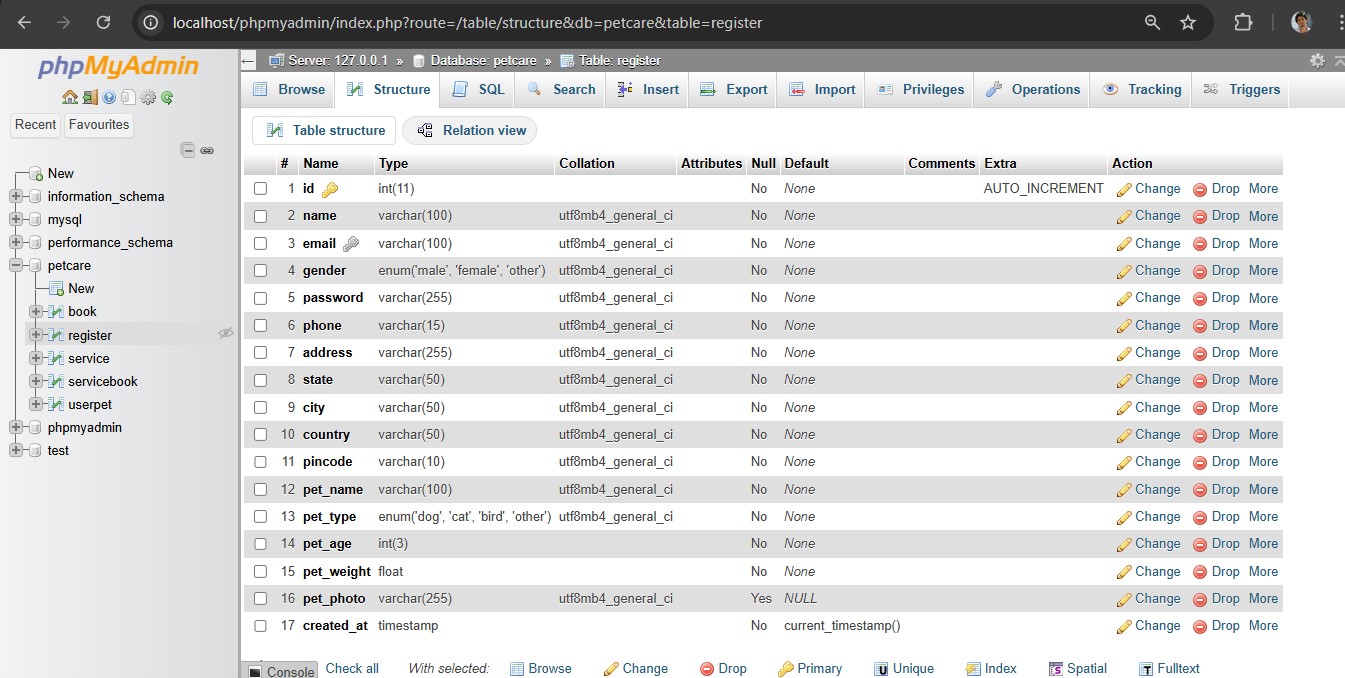 localhost/phpmyadmin/index.php?route=/table/structure&db=petcare&table=register
phpMyAdmin
Recent Favourites
New
information_schema
mysql
performance_schema
petcare
New
book
register
service
servicebook
userpet
phpmyadmin
test
Server: 127.0.0.1 » Database: petcare » Table: register
Browse Structure SQL Search Insert Export Import Privileges Operations Tracking Triggers
Table structure Relation view
# Name Type Collation Attributes Null Default Comments Extra Action
1 id int(11) No None AUTO_INCREMENT Change Drop More
2 name varchar(100) utf8mb4_general_ci No None Change Drop More
3 email varchar(100) utf8mb4_general_ci No None Change Drop More
4 gender enum('male', 'female', 'other') utf8mb4_general_ci No None Change Drop More
5 password varchar(255) utf8mb4_general_ci No None Change Drop More
6 phone varchar(15) utf8mb4_general_ci No None Change Drop More
7 address varchar(255) utf8mb4_general_ci No None Change Drop More
8 state varchar(50) utf8mb4_general_ci No None Change Drop More
9 city varchar(50) utf8mb4_general_ci No None Change Drop More
10 country varchar(50) utf8mb4_general_ci No None Change Drop More
11 pincode varchar(10) utf8mb4_general_ci No None Change Drop More
12 pet_name varchar(100) utf8mb4_general_ci No None Change Drop More
13 pet_type enum('dog', 'cat', 'bird', 'other') utf8mb4_general_ci No None Change Drop More
14 pet_age int(3) No None Change Drop More
15 pet_weight float No None Change Drop More
16 pet_photo varchar(255) utf8mb4_general_ci Yes NULL Change Drop More
17 created_at timestamp No current_timestamp() Change Drop More
Console Check all With selected: Browse Change Drop Primary Unique Index Spatial Fulltext